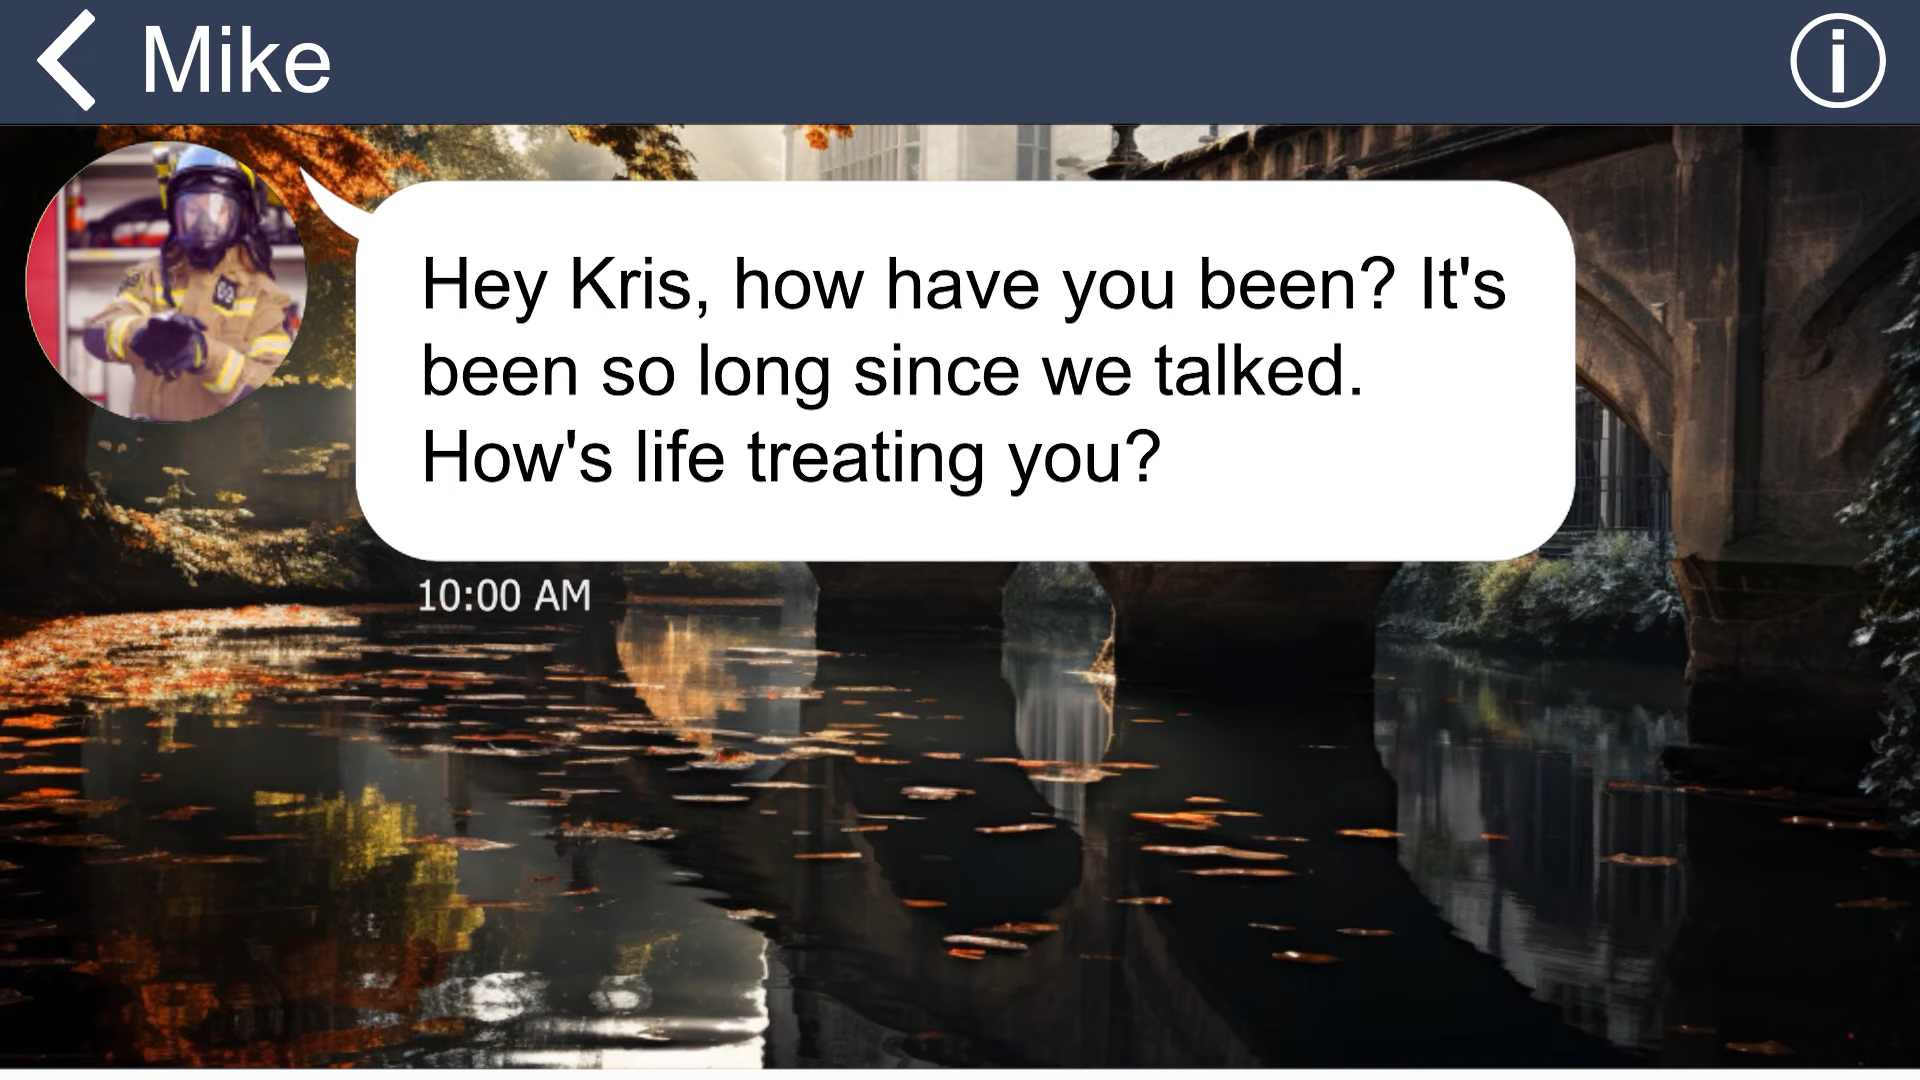 Mike
Hey Kris, how have you been? It's
been so long since we talked.
How's life treating you?
10:00 AM